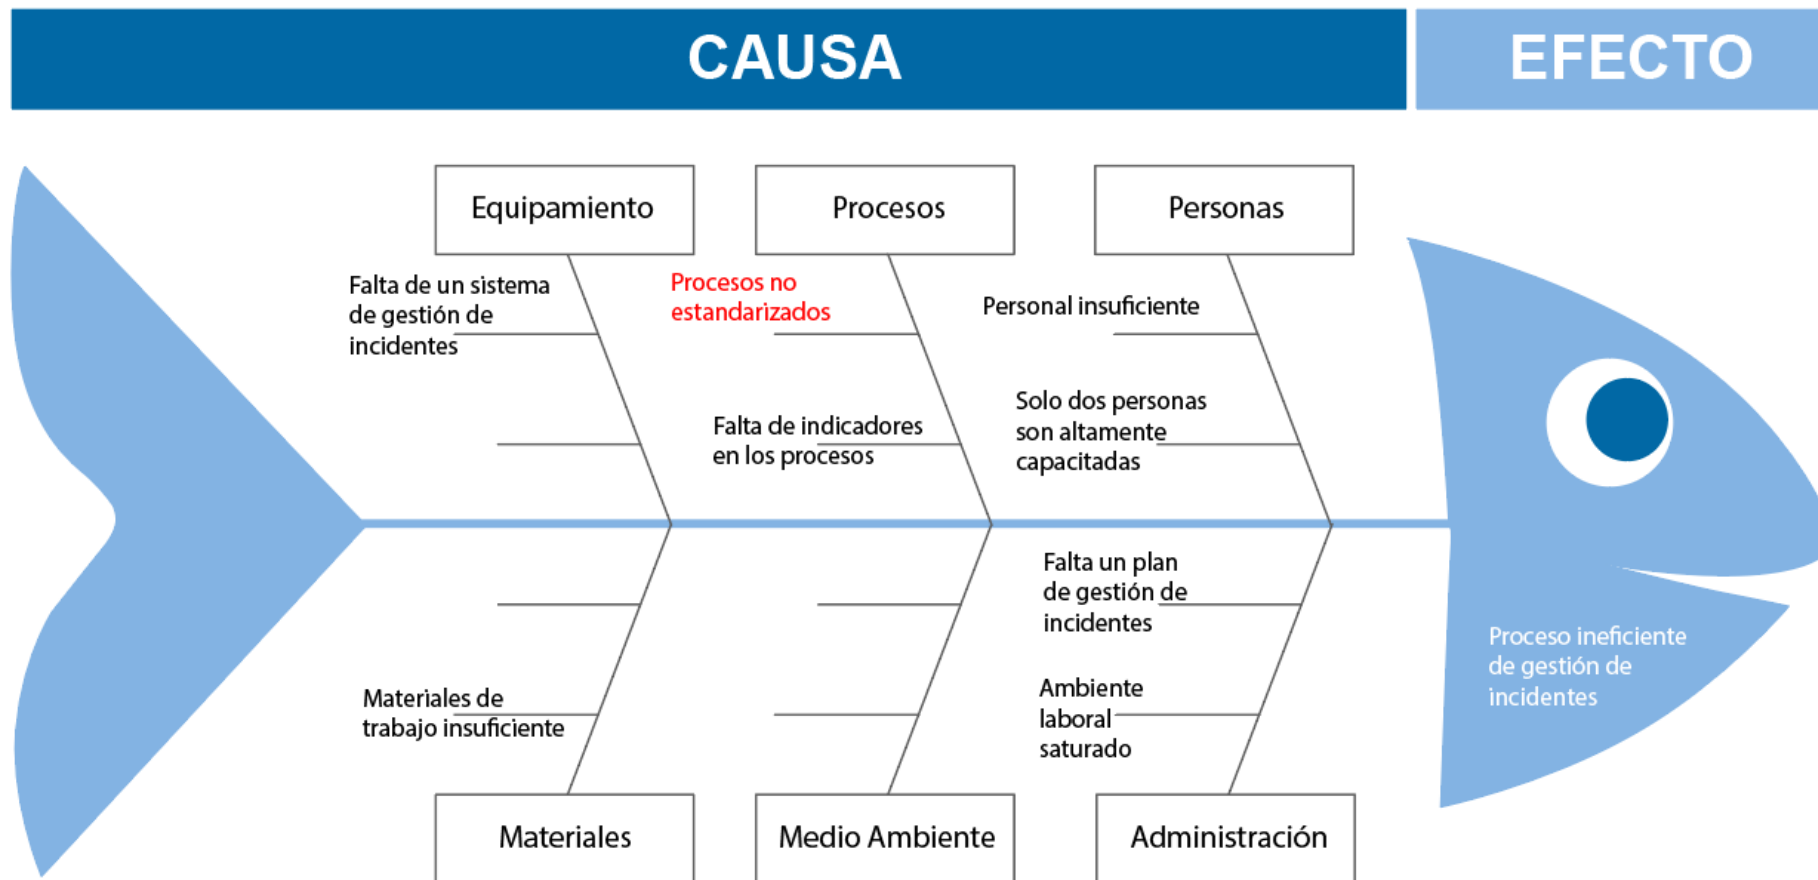 CAUSA
EFECTO
Equipamiento
Procesos
Personas
Falta de un sistema
de gestión de
incidentes
Procesos no
estandarizados
Personal insuficiente
Falta de indicadores
en los procesos
Solo dos personas
son altamente
capacitadas
Falta un plan
de gestión de
incidentes
Materiales de
trabajo insuficiente
Ambiente
laboral
saturado
Proceso ineficiente
de gestión de
incidentes
Materiales
Medio Ambiente
Administración